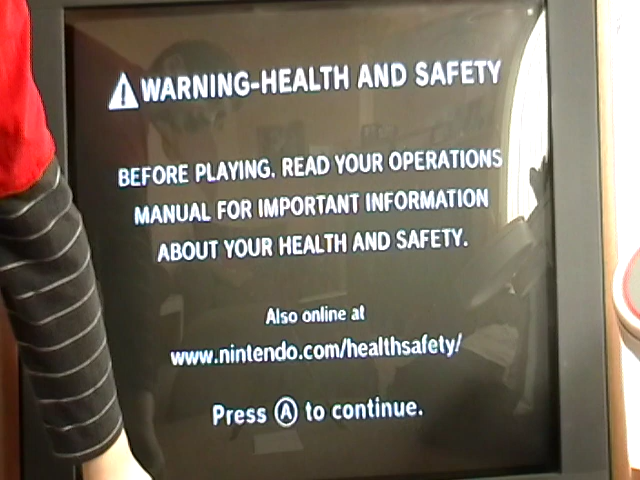 ⚠WARNING-HEALTH AND SAFETY
BEFORE PLAYING, READ YOUR OPERATIONS
MANUAL FOR IMPORTANT INFORMATION
ABOUT YOUR HEALTH AND SAFETY.
Also online at
www.nintendo.com/healthsafety/
Press Ⓐ to continue.